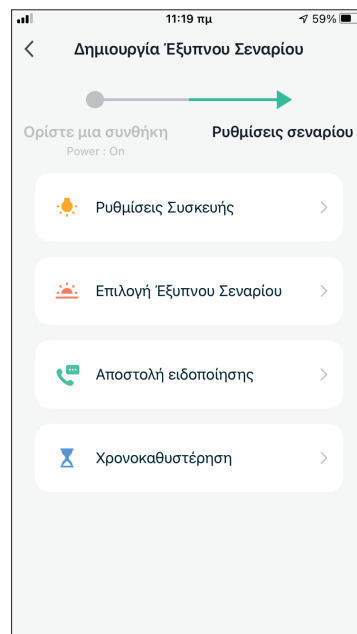 11:19 πμ 59%
Δημιουργία Έξυπνου Σεναρίου
Ορίστε μια συνθήκη Ρυθμίσεις σεναρίου
Power : On
Ρυθμίσεις Συσκευής
Επιλογή Έξυπνου Σεναρίου
Αποστολή ειδοποίησης
Χρονοκαθυστέρηση